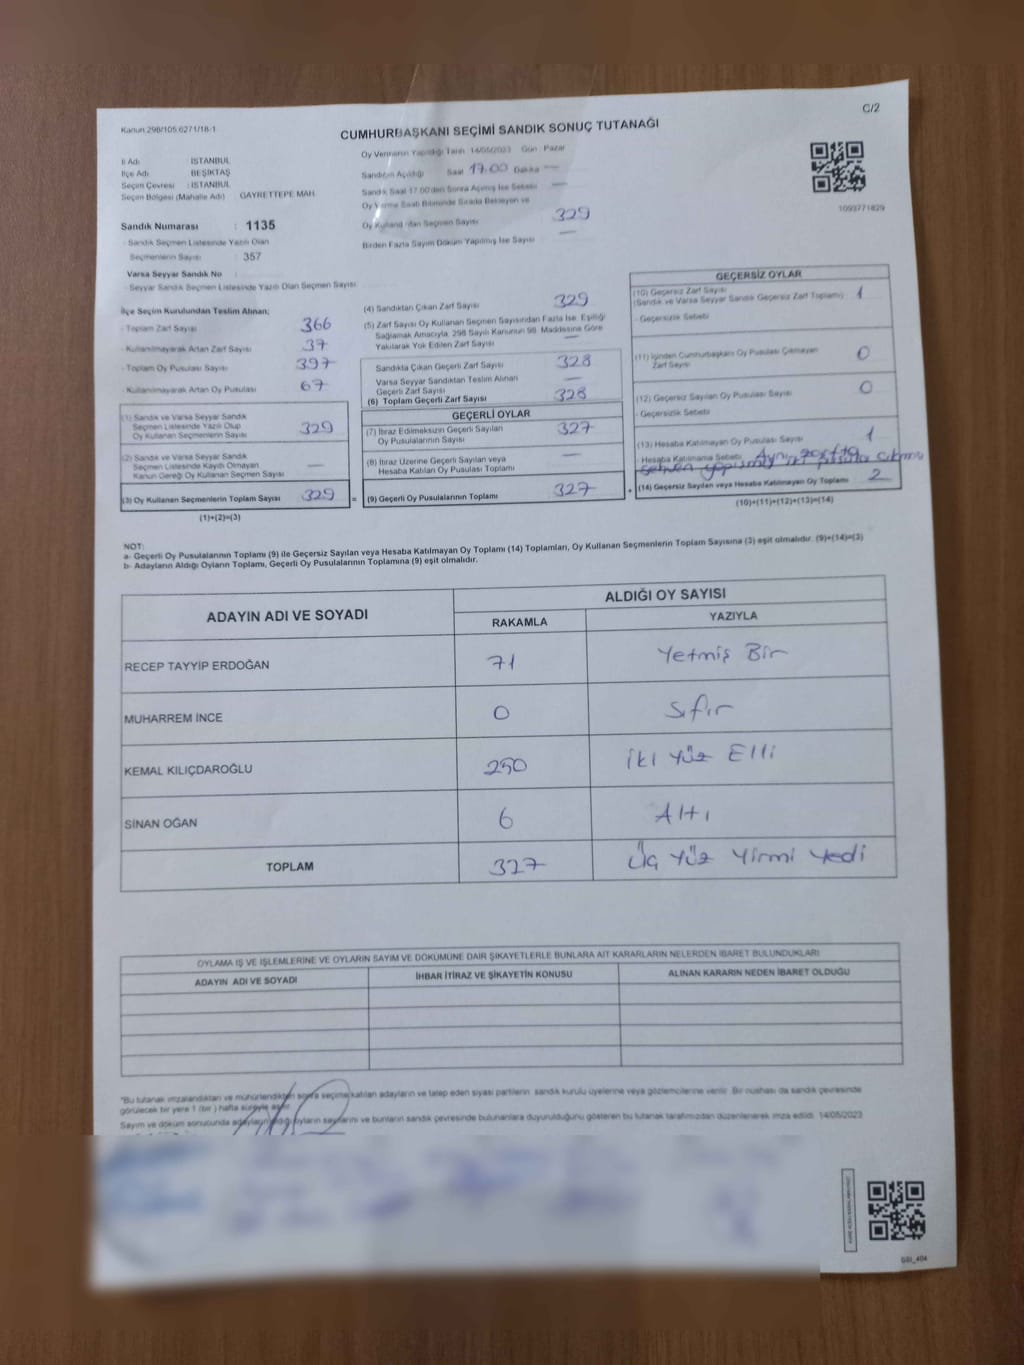 C/2
Kanun 298/105;6271/18-1
CUMHURBAŞKANI SEÇİMİ SANDIK SONUÇ TUTANAĞI
İl Adı : İSTANBUL
İlçe Adı : BEŞİKTAŞ
Seçim Çevresi : İSTANBUL
Seçim Bölgesi (Mahalle Adı) : GAYRETTEPE MAH.
Sandık Numarası : 1135
- Sandık Seçmen Listesinde Yazılı Olan
Seçmenlerin Sayısı : 357
Varsa Seyyar Sandık No
- Seyyar Sandık Seçmen Listesinde Yazılı Olan Seçmen Sayısı
Oy Vermenin Yapıldığı Tarih 14/05/2023 Gün : Pazar
Sandığın Açıldığı Saat 17.00 Dakika —
Sandık Saat 17.00'den Sonra Açılmış İse Sebebi —
Oy Verme Saati Bitiminde Sırada Bekleyen ve
Oy Kullandırılan Seçmen Sayısı 329
Birden Fazla Sayım Döküm Yapılmış İse Sayısı —
1093771829
İlçe Seçim Kurulundan Teslim Alınan;
- Toplam Zarf Sayısı 366
- Kullanılmayarak Artan Zarf Sayısı 37
- Toplam Oy Pusulası Sayısı 397
- Kullanılmayarak Artan Oy Pusulası 67
(1) Sandık ve Varsa Seyyar Sandık
Seçmen Listesinde Yazılı Olup
Oy Kullanan Seçmenlerin Sayısı 329
(2) Sandık ve Varsa Seyyar Sandık
Seçmen Listesinde Kayıtlı Olmayan
Kanun Gereği Oy Kullanan Seçmen Sayısı —
(3) Oy Kullanan Seçmenlerin Toplam Sayısı 329 =
(1)+(2)=(3)
(4) Sandıktan Çıkan Zarf Sayısı 329
(5) Zarf Sayısı Oy Kullanan Seçmen Sayısından Fazla İse, Eşitliği
Sağlamak Amacıyla, 298 Sayılı Kanunun 98. Maddesine Göre
Yakılarak Yok Edilen Zarf Sayısı —
Sandıkta Çıkan Geçerli Zarf Sayısı 328
Varsa Seyyar Sandıktan Teslim Alınan
Geçerli Zarf Sayısı —
(6) Toplam Geçerli Zarf Sayısı 328
GEÇERLİ OYLAR
(7) İtiraz Edilmeksizin Geçerli Sayılan
Oy Pusulalarının Sayısı 327
(8) İtiraz Üzerine Geçerli Sayılan veya
Hesaba Katılan Oy Pusulası Toplamı —
(9) Geçerli Oy Pusulalarının Toplamı 327 +
GEÇERSİZ OYLAR
(10) Geçersiz Zarf Sayısı
(Sandık ve Varsa Seyyar Sandık Geçersiz Zarf Toplamı) 1
- Geçersizlik Sebebi
(11) İçinden Cumhurbaşkanı Oy Pusulası Çıkmayan
Zarf Sayısı 0
(12) Geçersiz Sayılan Oy Pusulası Sayısı 0
- Geçersizlik Sebebi
(13) Hesaba Katılmayan Oy Pusulası Sayısı 1
- Hesaba Katılmama Sebebi Aynı zarfta
(14) Geçersiz Sayılan veya Hesaba Katılmayan Oy Toplamı 2
(10)+(11)+(12)+(13)=(14)
NOT:
a- Geçerli Oy Pusulalarının Toplamı (9) ile Geçersiz Sayılan veya Hesaba Katılmayan Oy Toplamı (14) Toplamları, Oy Kullanan Seçmenlerin Toplam Sayısına (3) eşit olmalıdır. (9)+(14)=(3)
b- Adayların Aldığı Oyların Toplamı, Geçerli Oy Pusulalarının Toplamına (9) eşit olmalıdır.
ADAYIN ADI VE SOYADI
ALDIĞI OY SAYISI
RAKAMLA YAZIYLA
RECEP TAYYİP ERDOĞAN 71 Yetmiş Bir
MUHARREM İNCE 0 Sıfır
KEMAL KILIÇDAROĞLU 250 İki Yüz Elli
SİNAN OĞAN 6 Altı
TOPLAM 327 Üç Yüz Yirmi Yedi
OYLAMA İŞ VE İŞLEMLERİNE VE OYLARIN SAYIM VE DÖKÜMÜNE DAİR ŞİKAYETLERLE BUNLARA AİT KARARLARIN NELERDEN İBARET BULUNDUKLARI
ADAYIN ADI VE SOYADI İHBAR İTİRAZ VE ŞİKAYETİN KONUSU ALINAN KARARIN NEDEN İBARET OLDUĞU
"Bu tutanak imzalandıktan ve mühürlendikten sonra seçime katılan adayların ve talep eden siyasi partilerin sandık kurulu üyelerine veya gözlemcilerine verilir. Bir nüshası da sandık çevresinde
görülecek bir yere 1 (bir) hafta süreyle asılır.
Sayım ve döküm sonucunda adayların aldığı oyların sayılarını ve bunların sandık çevresinde bulunanlara duyurulduğunu gösteren bu tutanak tarafımızdan düzenlenerek imza edildi. 14/05/2023